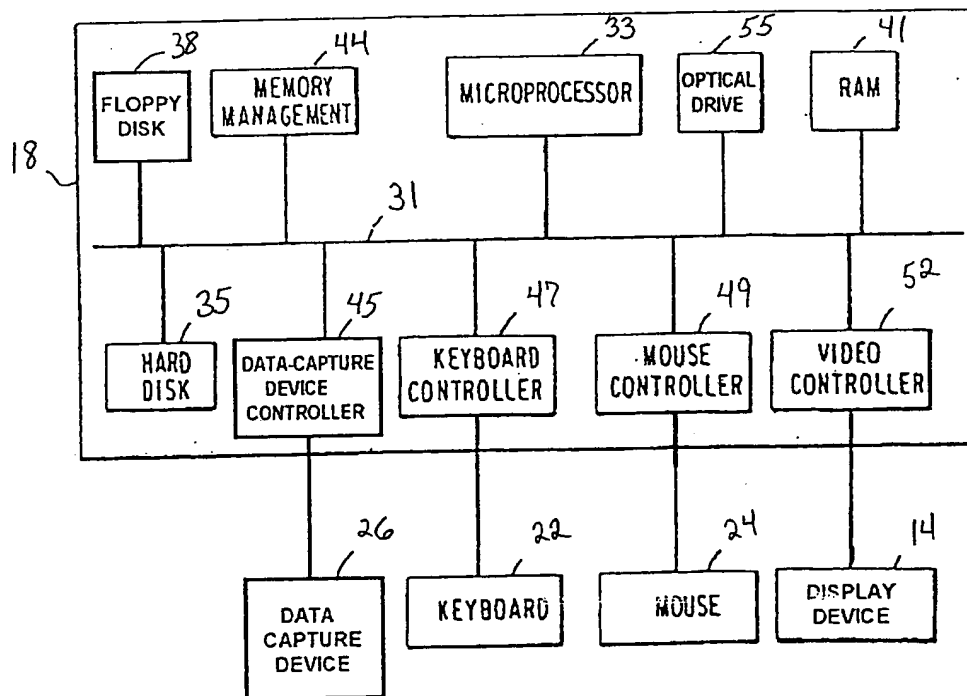 38
44
33
55
41
FLOPPY
DISK
MEMORY
MANAGEMENT
MICROPROCESSOR
OPTICAL
DRIVE
RAM
18
31
35
45
47
49
52
HARD
DISK
DATA-CAPTURE
DEVICE
CONTROLLER
KEYBOARD
CONTROLLER
MOUSE
CONTROLLER
VIDEO
CONTROLLER
26
22
24
14
DATA
CAPTURE
DEVICE
KEYBOARD
MOUSE
DISPLAY
DEVICE